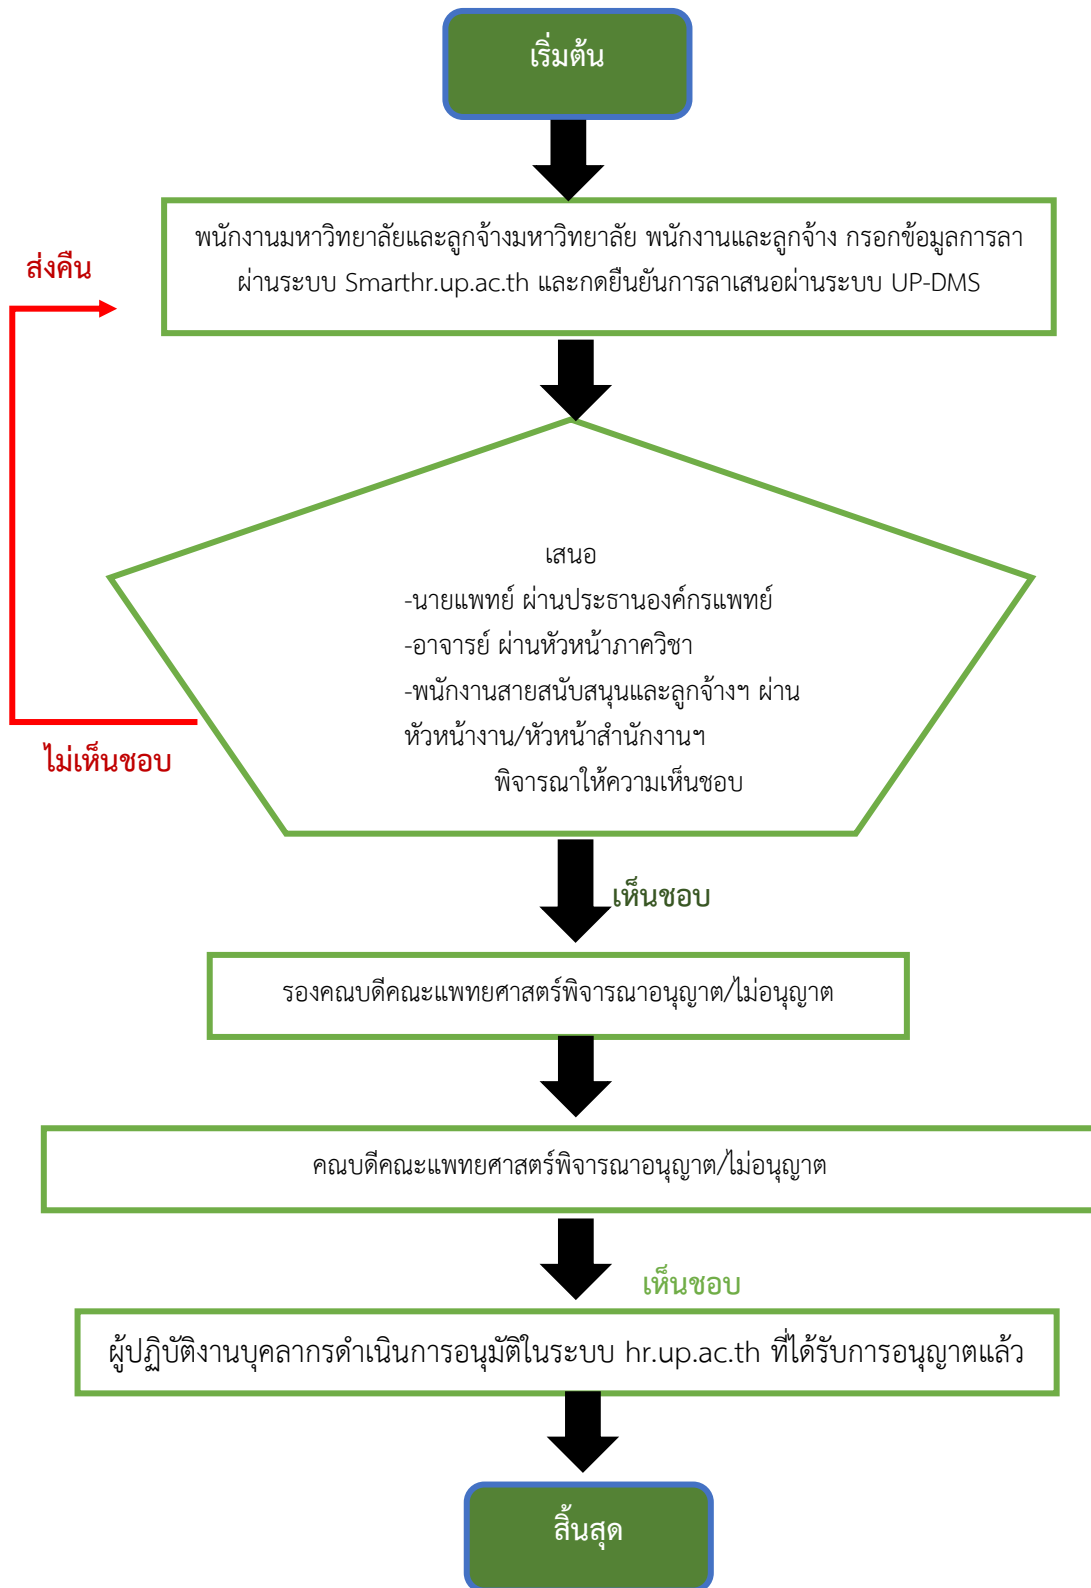 เริ่มต้น
พนักงานมหาวิทยาลัยและลูกจ้างมหาวิทยาลัย พนักงานและลูกจ้าง กรอกข้อมูลการลา
ผ่านระบบ Smarthr.up.ac.th และกดยืนยันการลาเสนอผ่านระบบ UP-DMS
ส่งคืน
เสนอ
-นายแพทย์ ผ่านประธานองค์กรแพทย์
-อาจารย์ ผ่านหัวหน้าภาควิชา
-พนักงานสายสนับสนุนและลูกจ้างฯ ผ่าน
หัวหน้างาน/หัวหน้าสำนักงานฯ
พิจารณาให้ความเห็นชอบ
ไม่เห็นชอบ
เห็นชอบ
รองคณบดีคณะแพทยศาสตร์พิจารณาอนุญาต/ไม่อนุญาต
คณบดีคณะแพทยศาสตร์พิจารณาอนุญาต/ไม่อนุญาต
เห็นชอบ
ผู้ปฏิบัติงานบุคลากรดำเนินการอนุมัติในระบบ hr.up.ac.th ที่ได้รับการอนุญาตแล้ว
สิ้นสุด